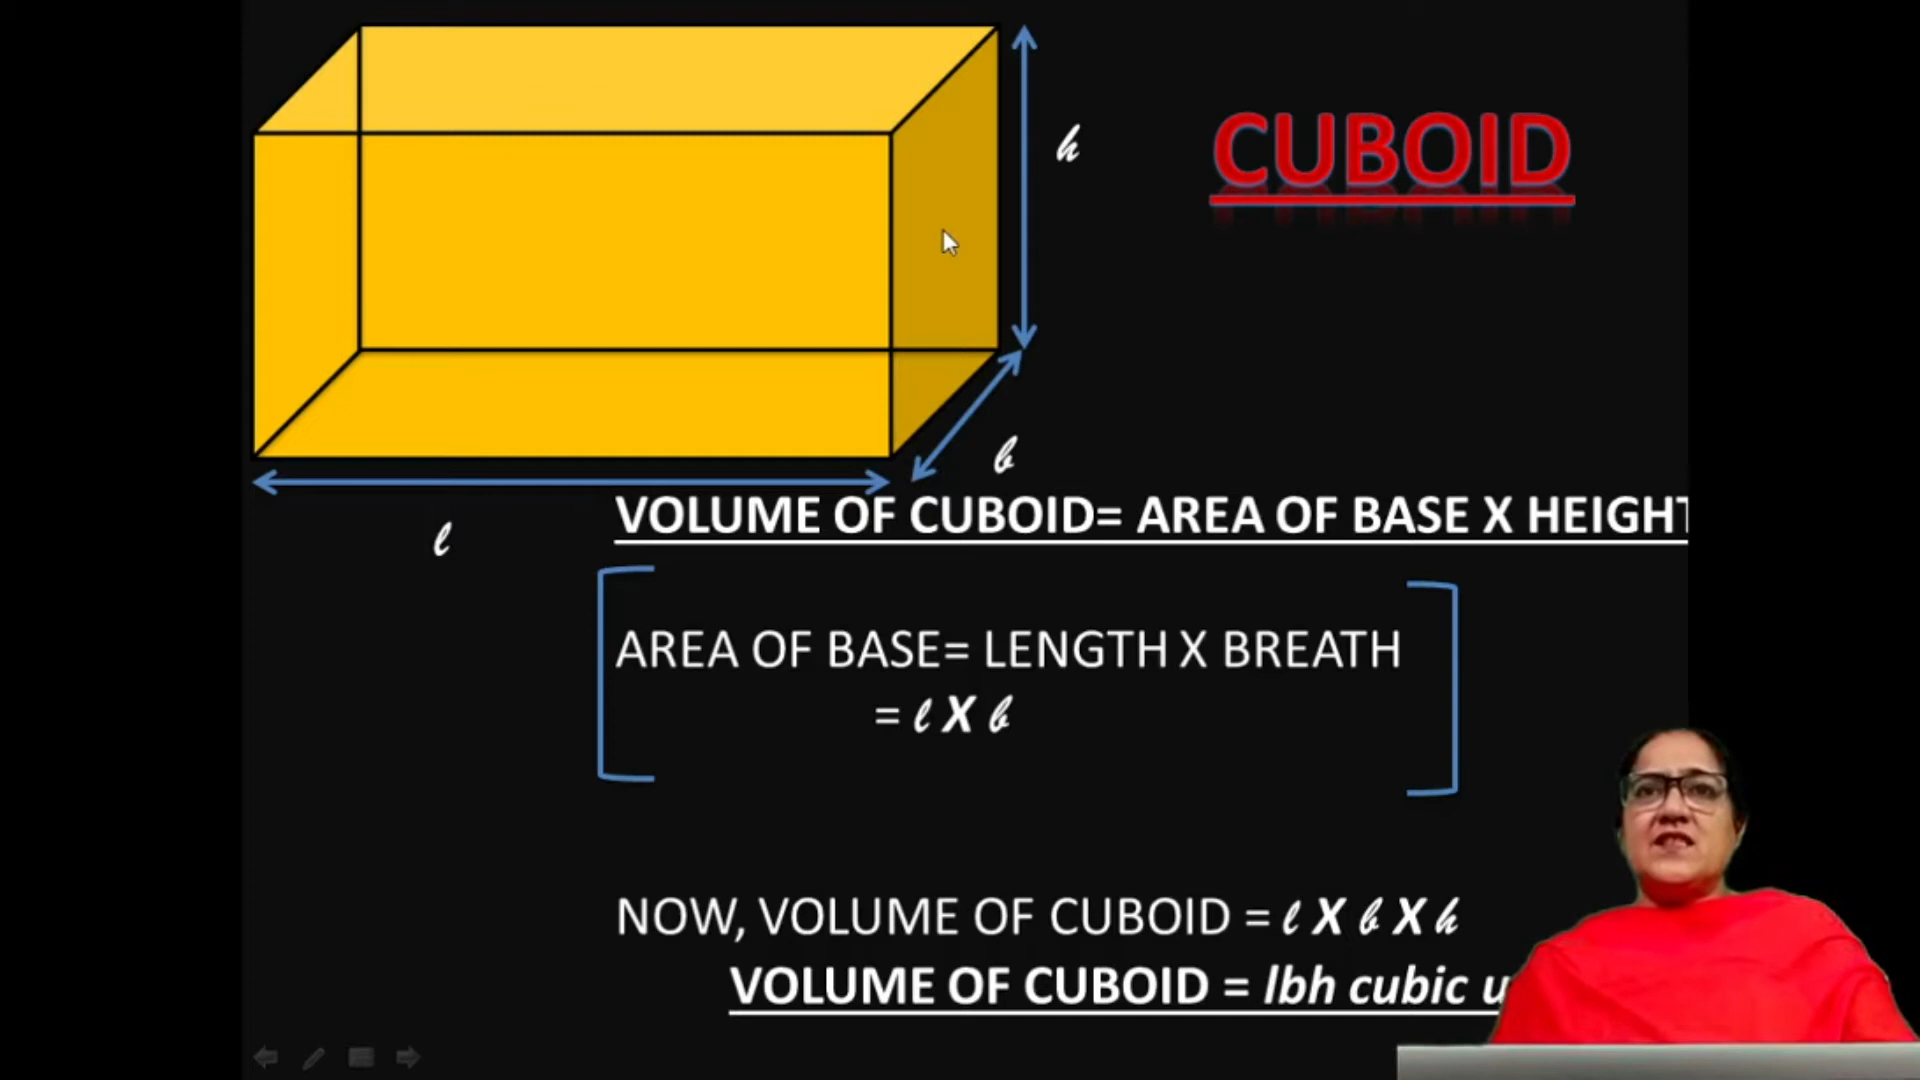 CUBOID
h
b
l
VOLUME OF CUBOID= AREA OF BASE X HEIGHT
AREA OF BASE= LENGTH X BREATH
= l X b
NOW, VOLUME OF CUBOID = l X b X h
VOLUME OF CUBOID = lbh cubic